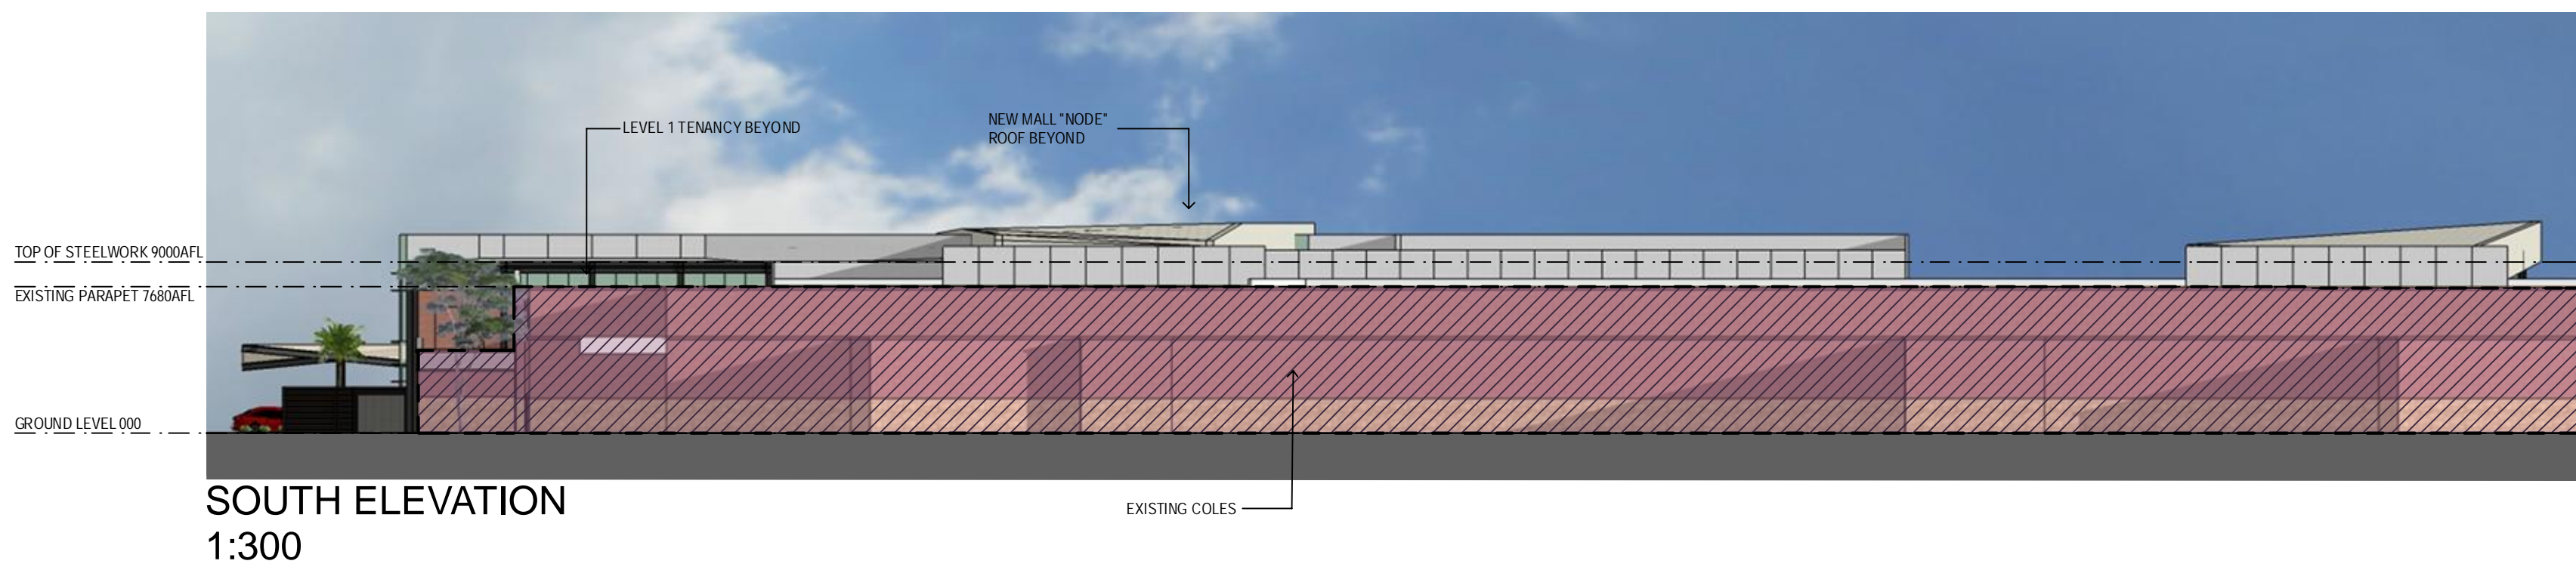 LEVEL 1 TENANCY BEYOND
NEW MALL "NODE"
ROOF BEYOND
TOP OF STEELWORK 9000AFL
EXISTING PARAPET 7680AFL
GROUND LEVEL 000
SOUTH ELEVATION
1:300
EXISTING COLES